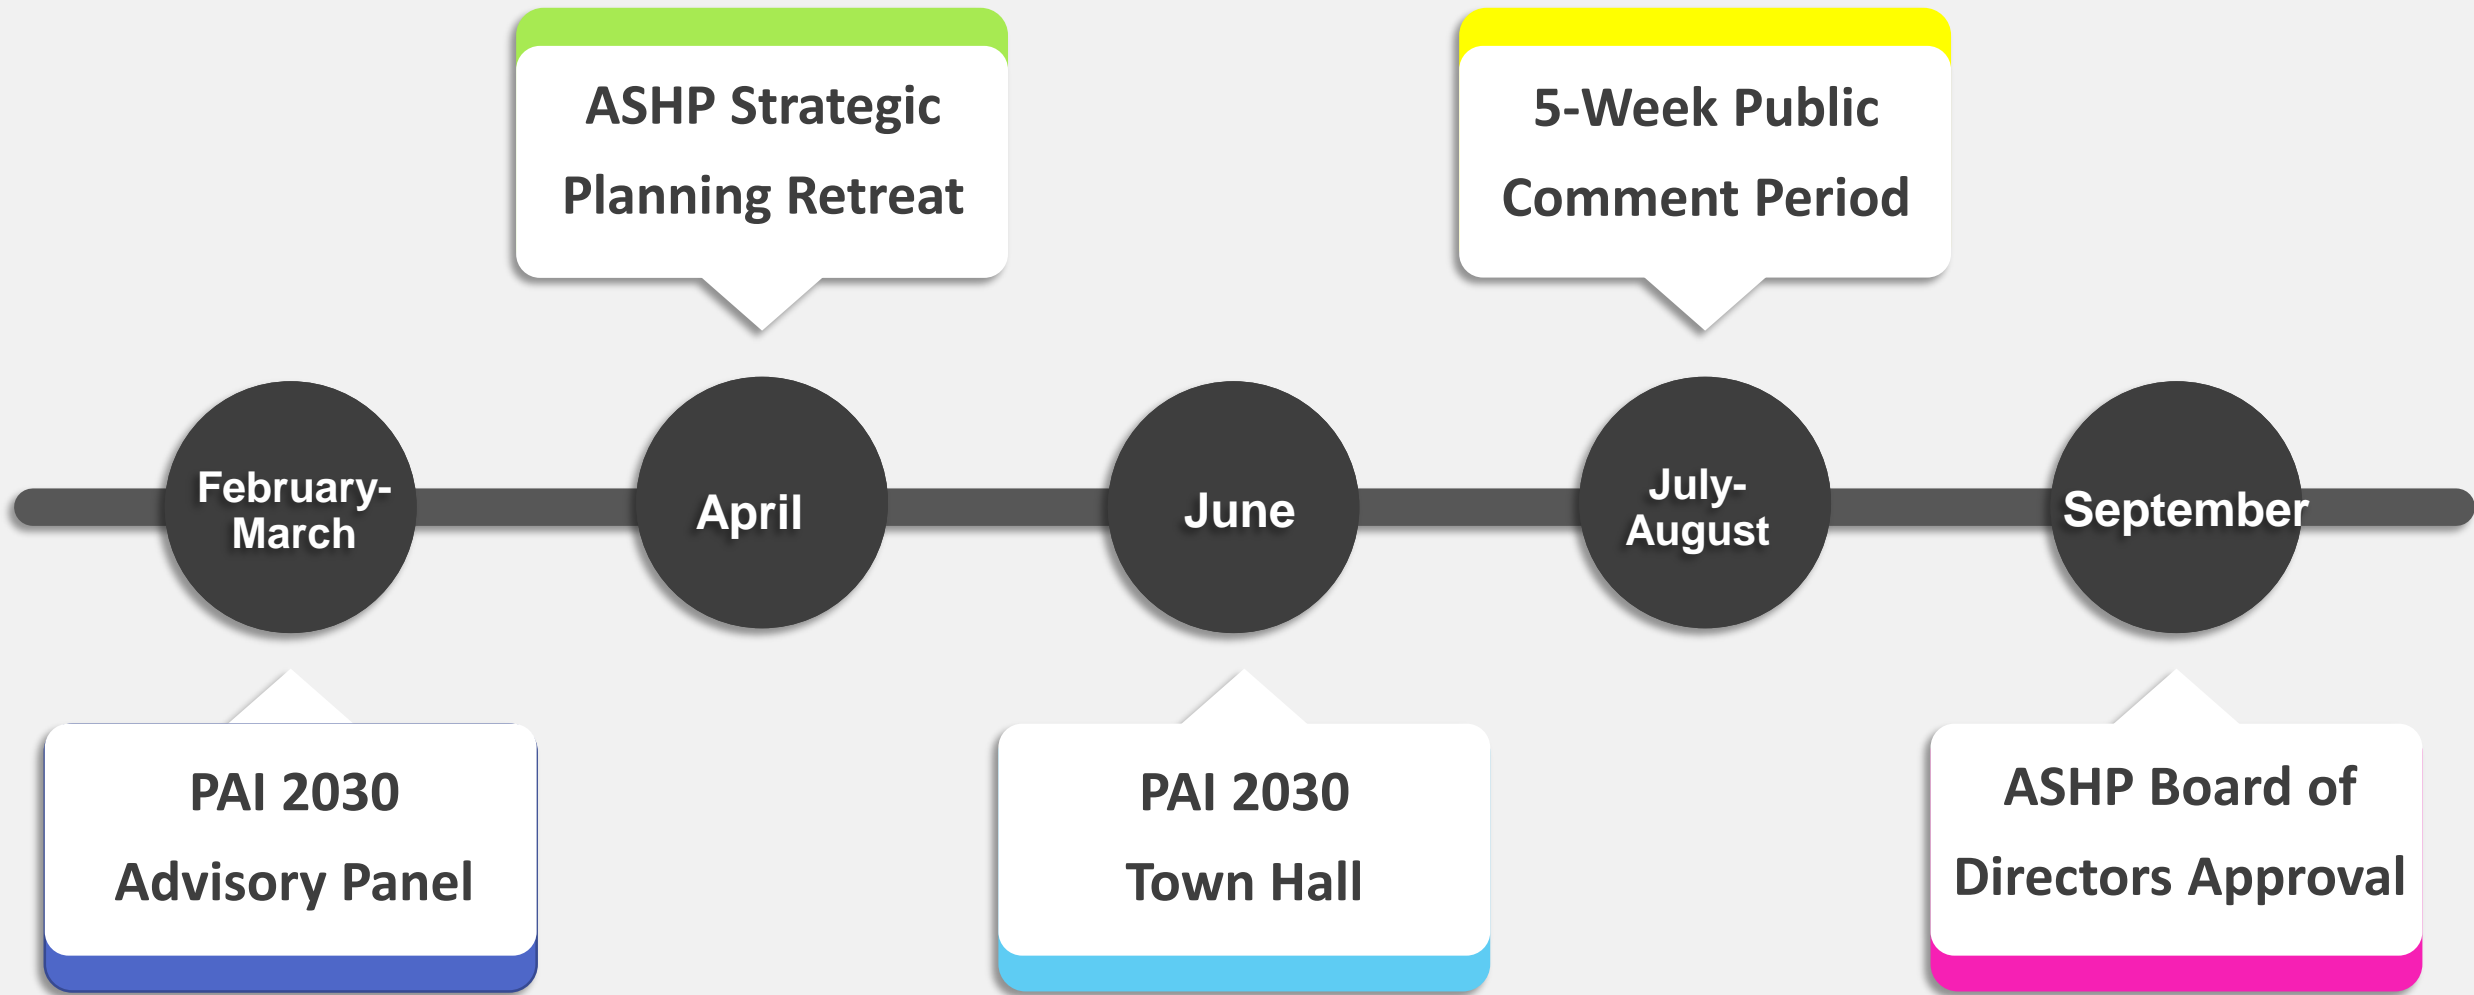 ASHP Strategic
Planning Retreat
5-Week Public
Comment Period
February-
March
April
June
July-
August
September
PAI 2030
Advisory Panel
PAI 2030
Town Hall
ASHP Board of
Directors Approval